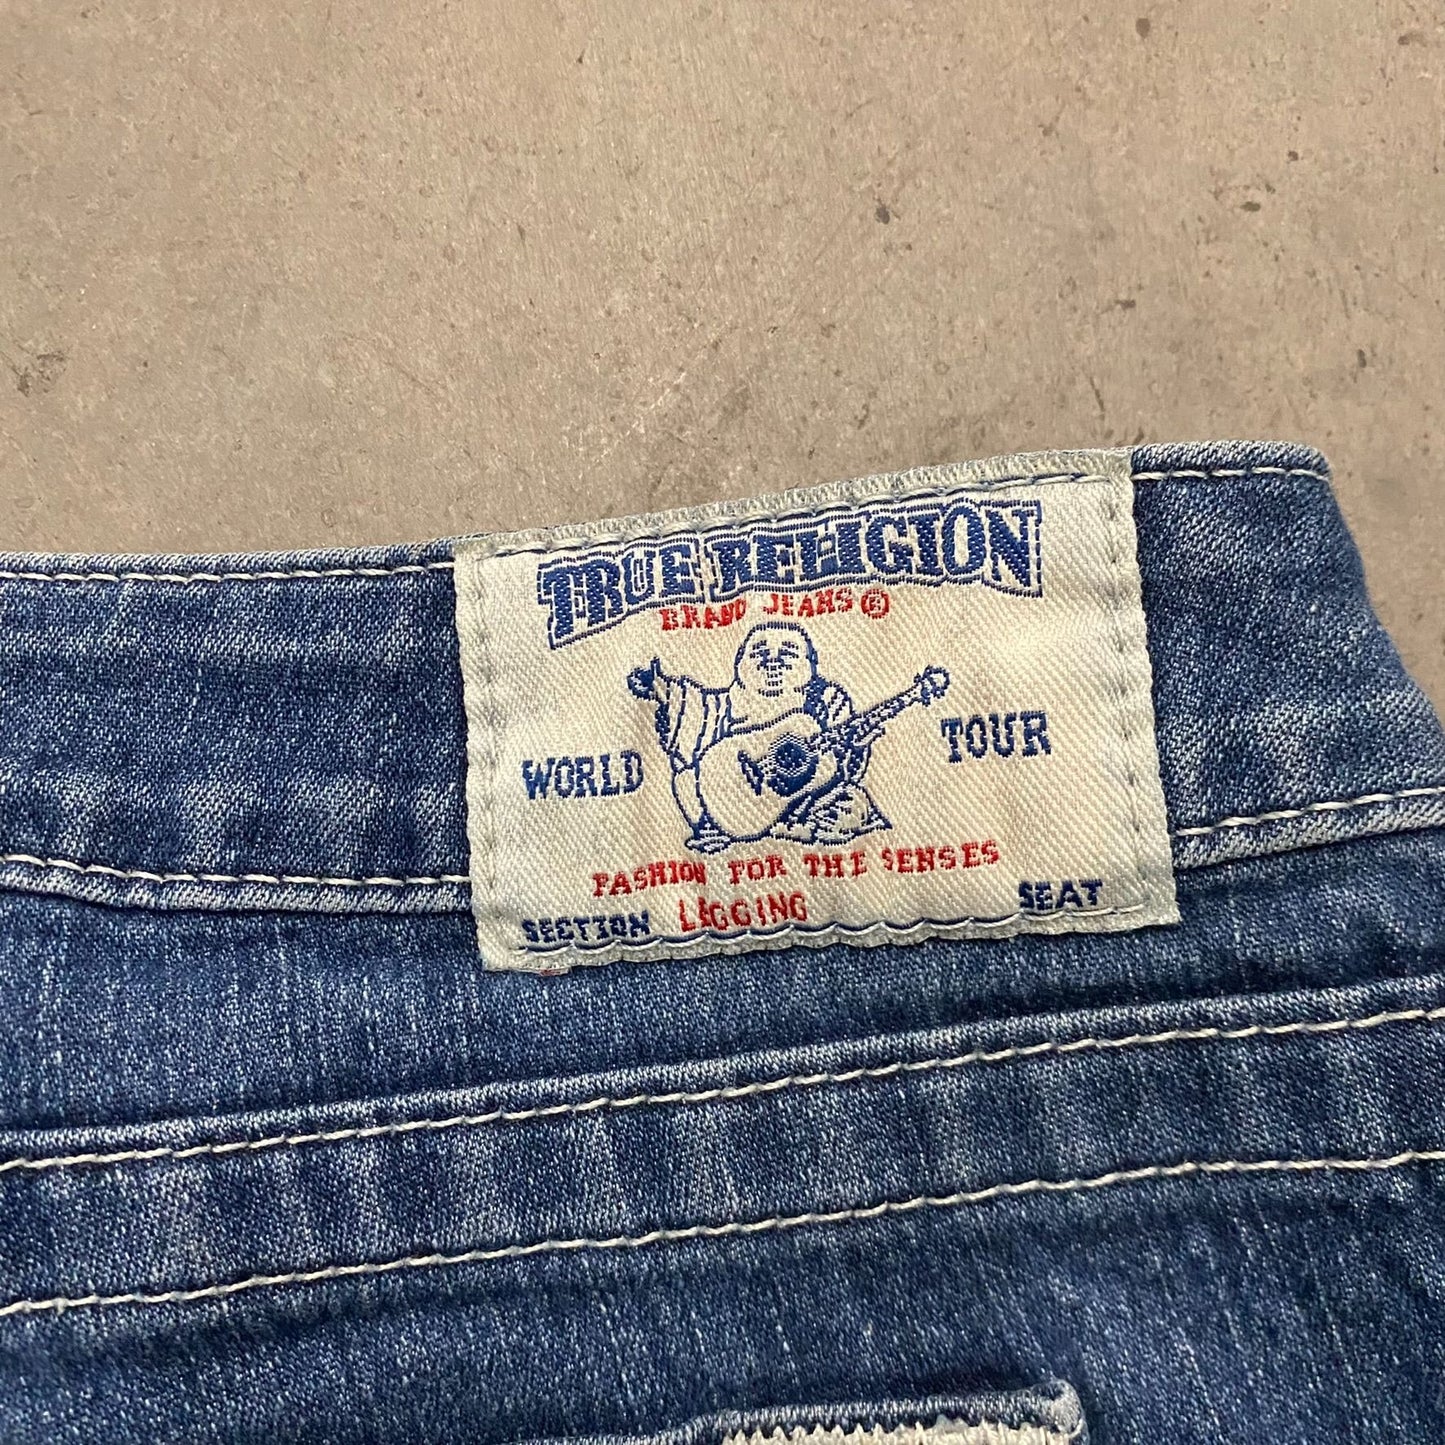 TRUE RELIGION
BRAND JEANS®
WORLD TOUR
FASHION FOR THE SENSES
SECTION LEGGING SEAT